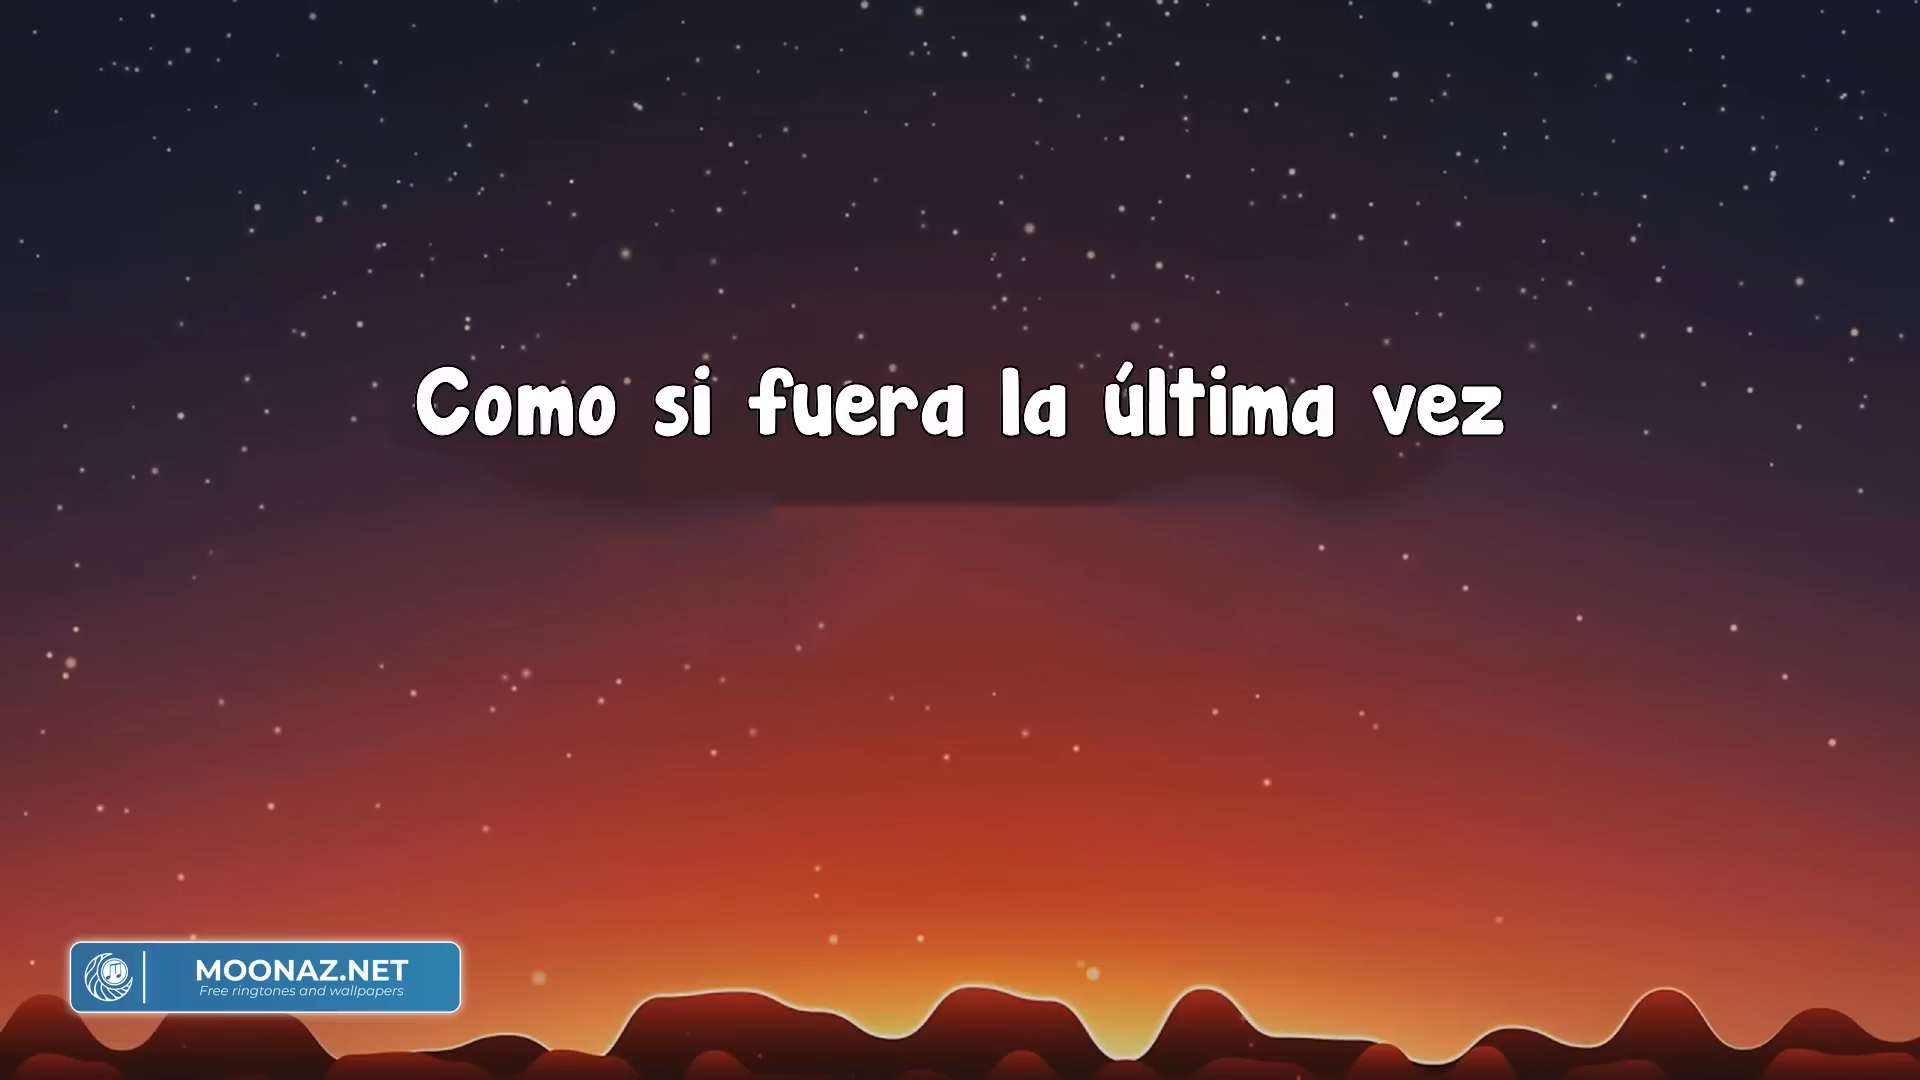 Como si fuera la última vez
MOONAZ.NET
Free ringtones and wallpapers